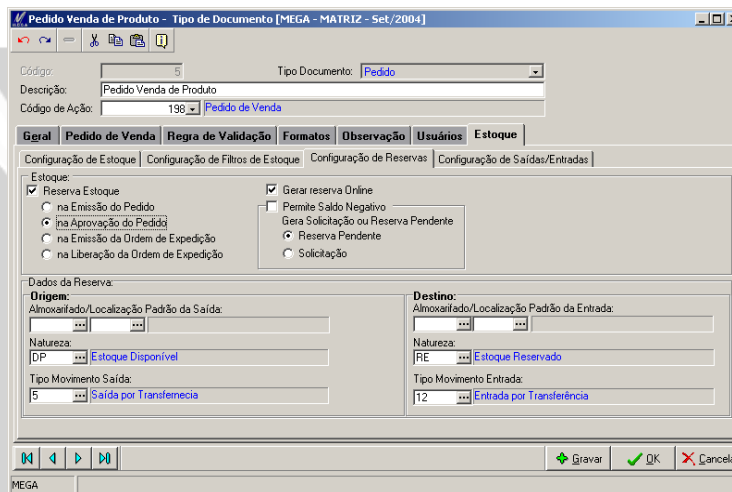 Pedido Venda de Produto - Tipo de Documento [MEGA - MATRIZ - Set/2004]
Código: 5 Tipo Documento: Pedido
Descrição: Pedido Venda de Produto
Código de Ação: 198 Pedido de Venda
Geral Pedido de Venda Regra de Validação Formatos Observação Usuários Estoque
Configuração de Estoque Configuração de Filtros de Estoque Configuração de Reservas Configuração de Saídas/Entradas
Estoque:
Reserva Estoque Gerar reserva Online
na Emissão do Pedido Permite Saldo Negativo
na Aprovação do Pedido Gera Solicitação ou Reserva Pendente
na Emissão da Ordem de Expedição Reserva Pendente
na Liberação da Ordem de Expedição Solicitação
Dados da Reserva:
Origem: Destino:
Almoxarifado/Localização Padrão da Saída: Almoxarifado/Localização Padrão da Entrada:
Natureza: Natureza:
DP Estoque Disponível RE Estoque Reservado
Tipo Movimento Saída: Tipo Movimento Entrada:
5 Saída por Transfernecia 12 Entrada por Transferência
Gravar OK Cancela
MEGA